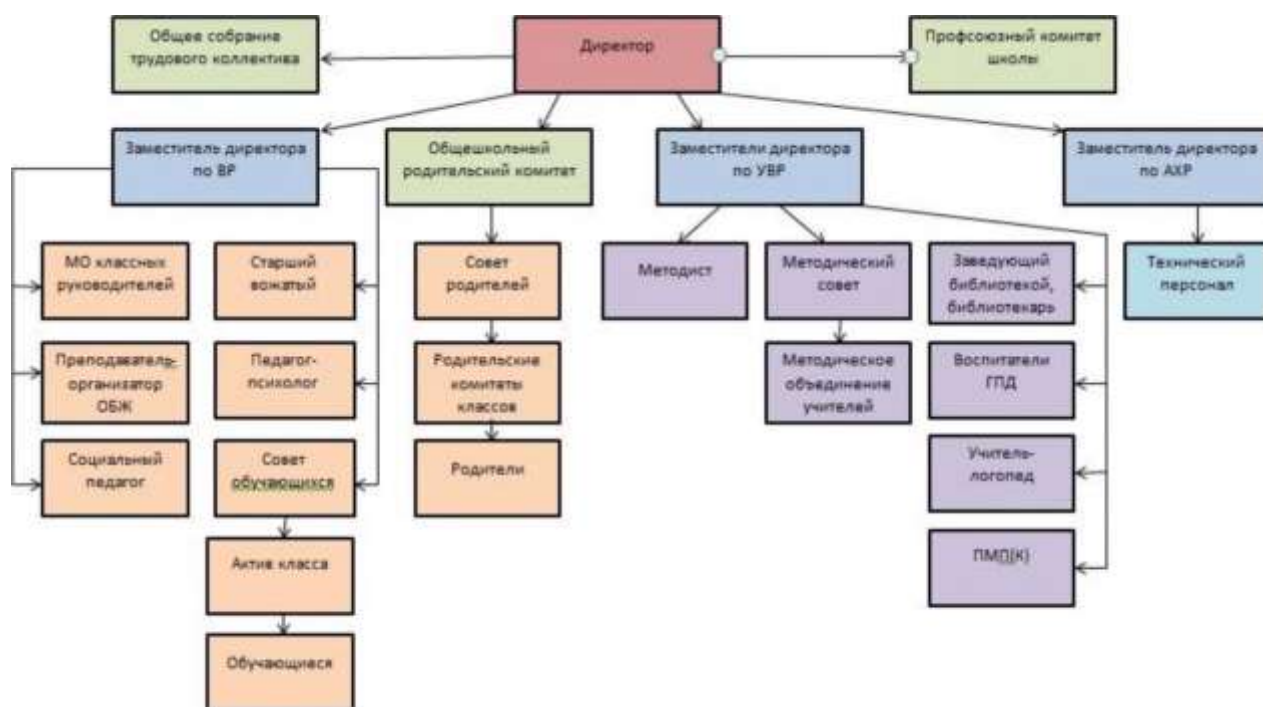 Общее собрание
трудового коллектива
Директор
Профсоюзный комитет
школы
Заместитель директора
по ВР
Общешкольный
родительский комитет
Заместители директора
по УВР
Заместитель директора
по АХР
МО классных
руководителей
Старший
вожатый
Совет
родителей
Методист
Методический
совет
Заведующий
библиотекой,
библиотекарь
Технический
персонал
Преподаватель-
организатор
ОБЖ
Педагог-
психолог
Родительские
комитеты
классов
Методическое
объединение
учителей
Воспитатели
ГПД
Социальный
педагог
Совет
обучающихся
Родители
Учитель-
логопед
Актив класса
ПМП(К)
Обучающиеся